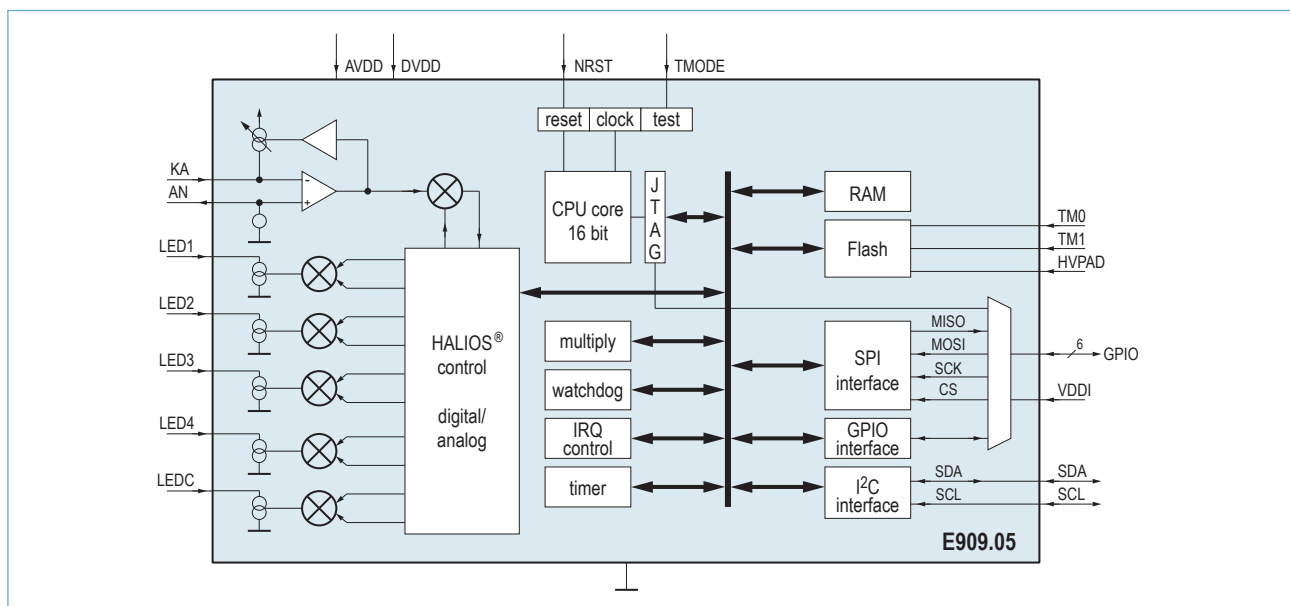 AVDD DVDD NRST TMODE
reset clock test
KA
AN
-
+
LED1
LED2
LED3
LED4
LEDC
HALIOS®
control
digital/
analog
CPU core
16 bit
J
T
A
G
multiply
watchdog
IRQ
control
timer
RAM
Flash
TM0
TM1
HVPAD
SPI
interface
MISO
MOSI
SCK
CS
6
GPIO
VDDI
GPIO
interface
I²C
interface
SDA
SCL
SDA
SCL
E909.05